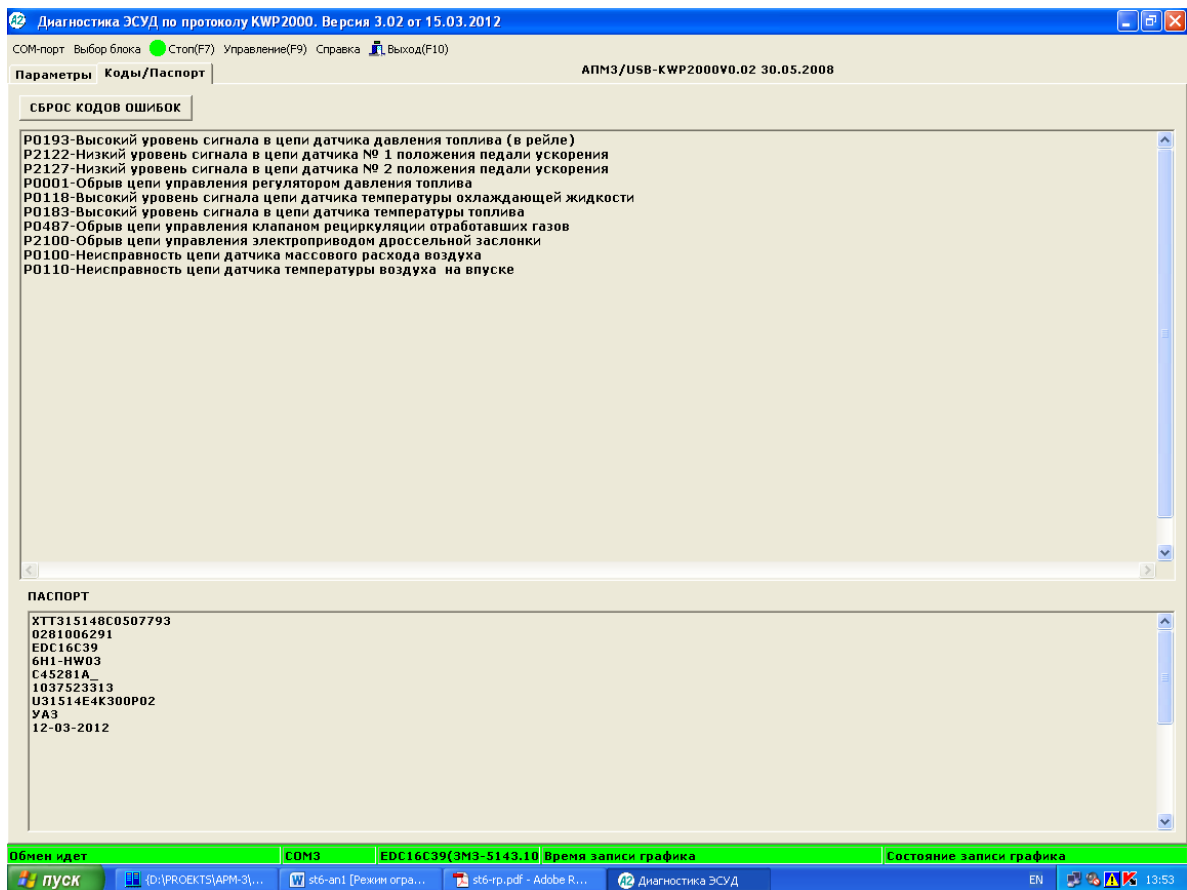 Диагностика ЭСУД по протоколу KWP2000. Версия 3.02 от 15.03.2012
COM-порт Выбор блока Стоп(F7) Управление(F9) Справка Выход(F10)
Параметры Коды/Паспорт АПМ3/USB-KWP2000V0.02 30.05.2008
СБРОС КОДОВ ОШИБОК
P0193-Высокий уровень сигнала в цепи датчика давления топлива (в рейле)
P2122-Низкий уровень сигнала в цепи датчика № 1 положения педали ускорения
P2127-Низкий уровень сигнала в цепи датчика № 2 положения педали ускорения
P0001-Обрыв цепи управления регулятором давления топлива
P0118-Высокий уровень сигнала цепи датчика температуры охлаждающей жидкости
P0183-Высокий уровень сигнала в цепи датчика температуры топлива
P0487-Обрыв цепи управления клапаном рециркуляции отработавших газов
P2100-Обрыв цепи управления электроприводом дроссельной заслонки
P0100-Неисправность цепи датчика массового расхода воздуха
P0110-Неисправность цепи датчика температуры воздуха на впуске
ПАСПОРТ
XTT315148C0507793
0281006291
EDC16C39
6H1-HW03
C45281A_
1037523313
U31514E4K300P02
УАЗ
12-03-2012
Обмен идет COM3 EDC16C39(ЗМЗ-5143.10 Время записи графика Состояние записи графика
пуск {D:\PROEKTS\APM-3\... st6-an1 [Режим огра... st6-rp.pdf - Adobe R... Диагностика ЭСУД EN 13:53